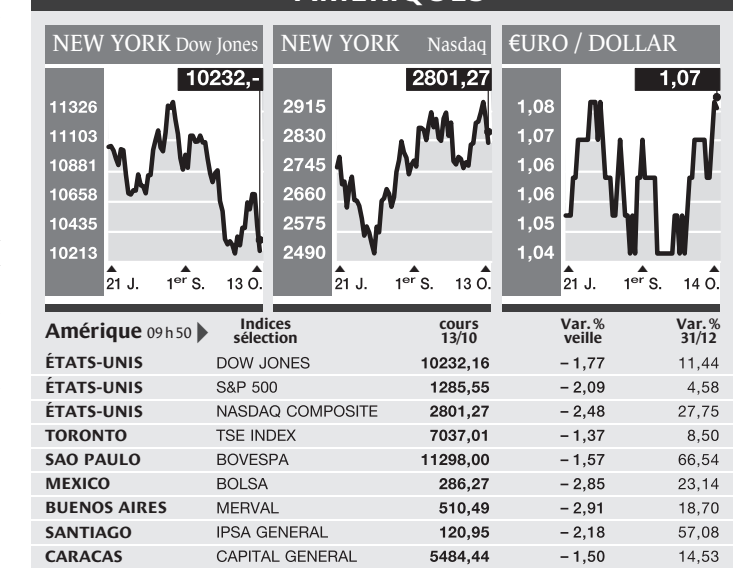 AMÉRIQUES
NEW YORK Dow Jones
10232,-
11326
11103
10881
10658
10435
10213
21 J. 1er S. 13 O.
NEW YORK Nasdaq
2801,27
2915
2830
2745
2660
2575
2490
21 J. 1er S. 13 O.
€URO / DOLLAR
1,07
1,08
1,07
1,06
1,06
1,05
1,04
21 J. 1er S. 14 O.
Amérique 09h50 Indices sélection cours 13/10 Var. % veille Var. % 31/12
ÉTATS-UNIS DOW JONES 10232,16 – 1,77 11,44
ÉTATS-UNIS S&P 500 1285,55 – 2,09 4,58
ÉTATS-UNIS NASDAQ COMPOSITE 2801,27 – 2,48 27,75
TORONTO TSE INDEX 7037,01 – 1,37 8,50
SAO PAULO BOVESPA 11298,00 – 1,57 66,54
MEXICO BOLSA 286,27 – 2,85 23,14
BUENOS AIRES MERVAL 510,49 – 2,91 18,70
SANTIAGO IPSA GENERAL 120,95 – 2,18 57,08
CARACAS CAPITAL GENERAL 5484,44 – 1,50 14,53